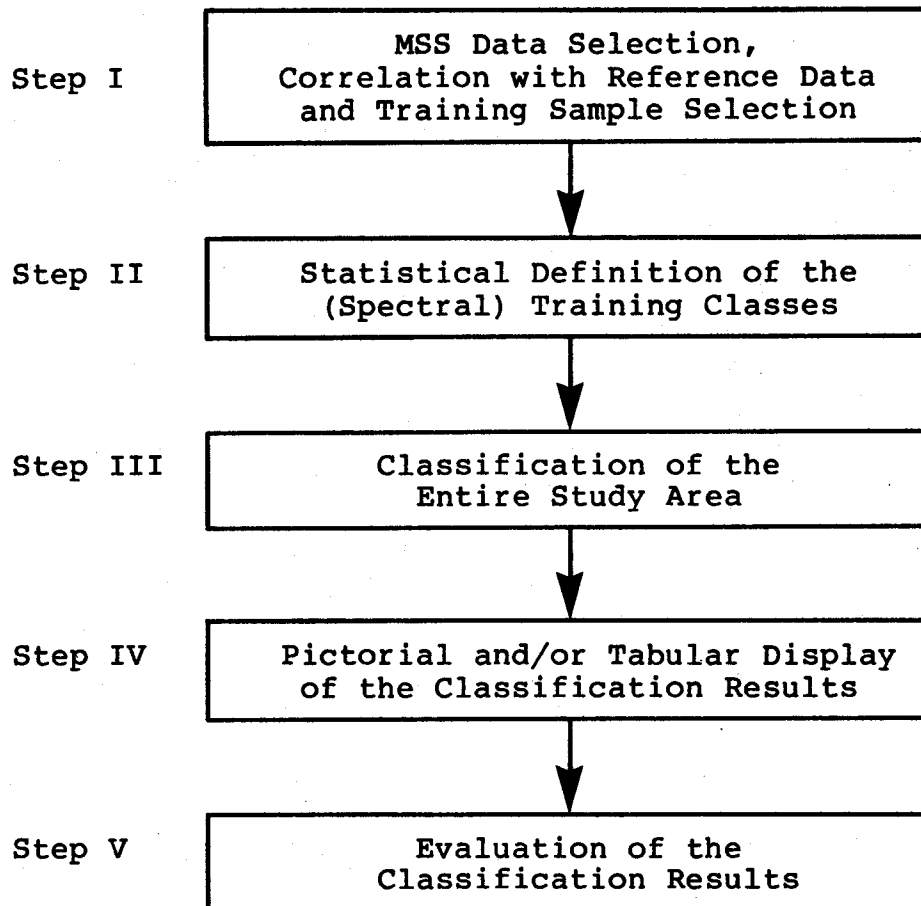 Step I
MSS Data Selection,
Correlation with Reference Data
and Training Sample Selection
Step II
Statistical Definition of the
(Spectral) Training Classes
Step III
Classification of the
Entire Study Area
Step IV
Pictorial and/or Tabular Display
of the Classification Results
Step V
Evaluation of the
Classification Results